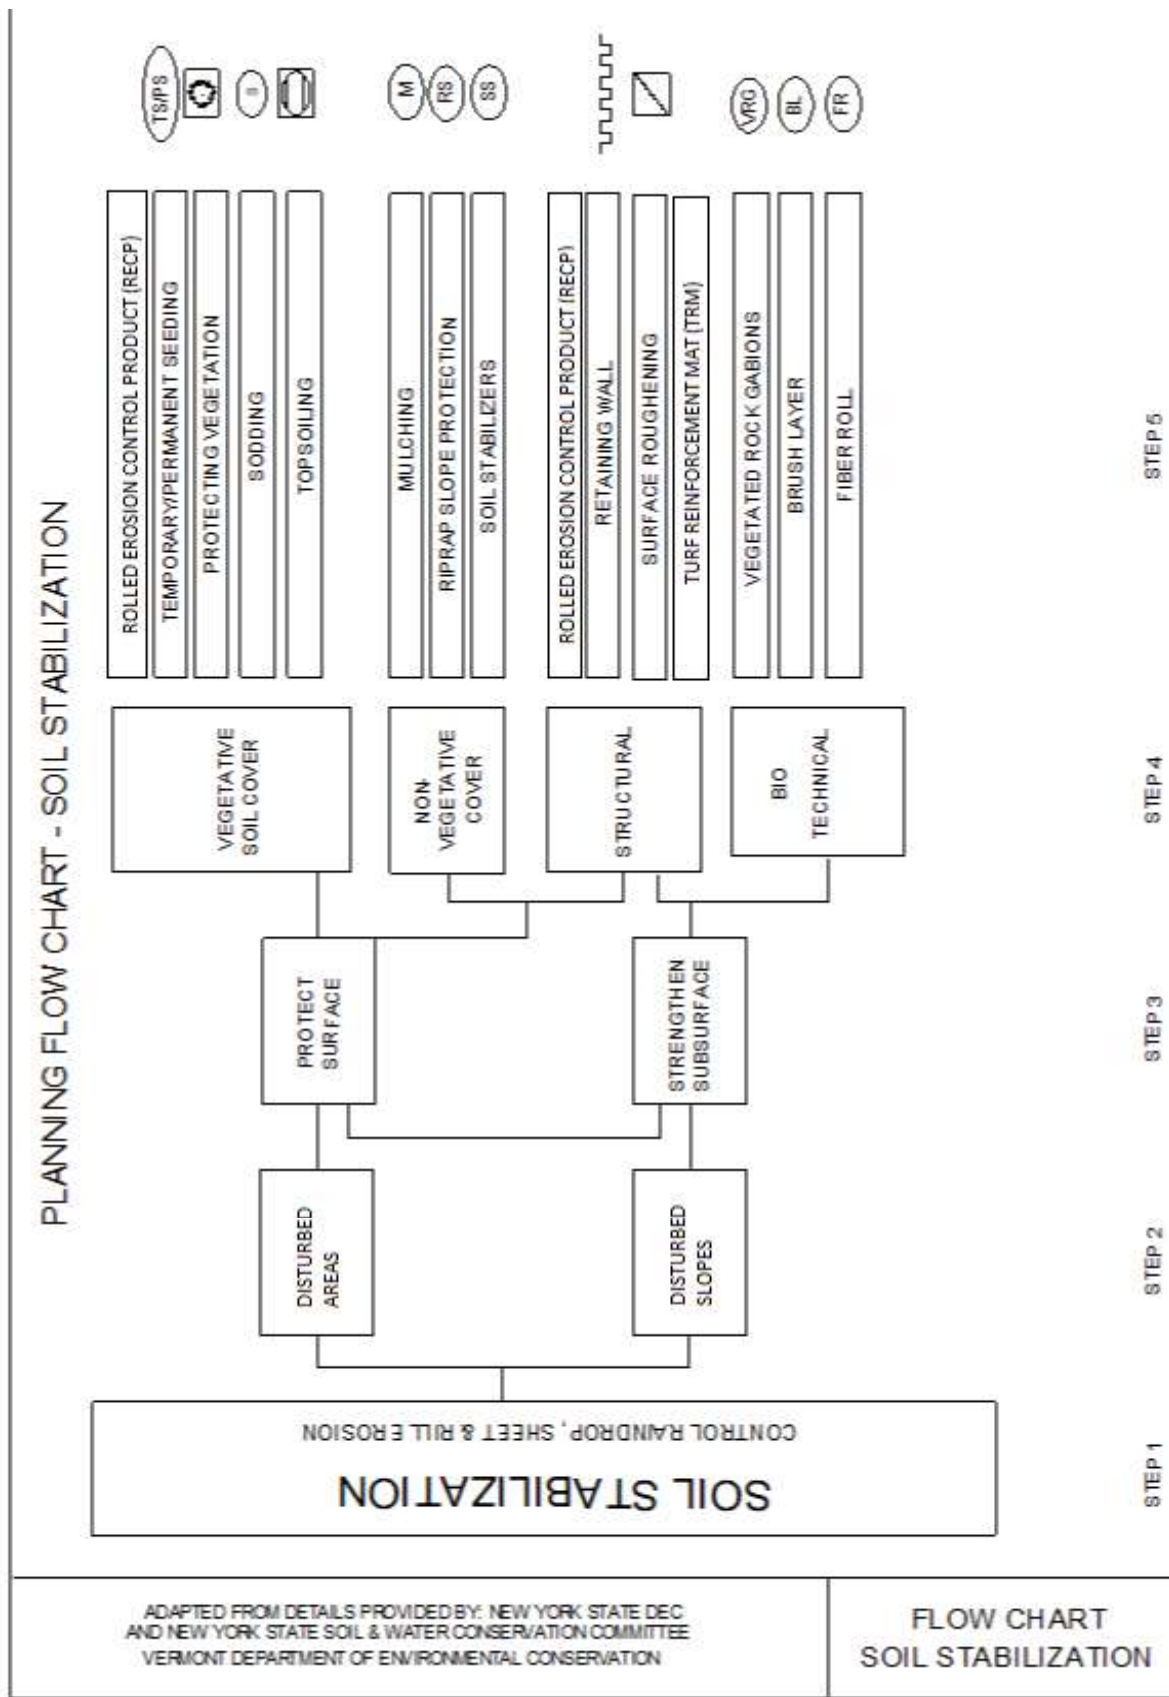 PLANNING FLOW CHART - SOIL STABILIZATION
SOIL STABILIZATION
CONTROL RAINDROP, SHEET & RILL EROSION
DISTURBED
AREAS
DISTURBED
SLOPES
PROTECT
SURFACE
STRENGTHEN
SUBSURFACE
VEGETATIVE
SOIL COVER
NON-
VEGETATIVE
COVER
STRUCTURAL
BIO
TECHNICAL
ROLLED EROSION CONTROL PRODUCT (RECP)
TEMPORARY/PERMANENT SEEDING
TS/PS
PROTECTING VEGETATION
SODDING
S
TOPSOILING
MULCHING
M
RIPRAP SLOPE PROTECTION
RS
SOIL STABILIZERS
SS
ROLLED EROSION CONTROL PRODUCT (RECP)
RETAINING WALL
SURFACE ROUGHENING
TURF REINFORCEMENT MAT (TRM)
VEGETATED ROCK GABIONS
VRG
BRUSH LAYER
BL
FIBER ROLL
FR
STEP 1
STEP 2
STEP 3
STEP 4
STEP 5
ADAPTED FROM DETAILS PROVIDED BY: NEW YORK STATE DEC
AND NEW YORK STATE SOIL & WATER CONSERVATION COMMITTEE
VERMONT DEPARTMENT OF ENVIRONMENTAL CONSERVATION
FLOW CHART
SOIL STABILIZATION